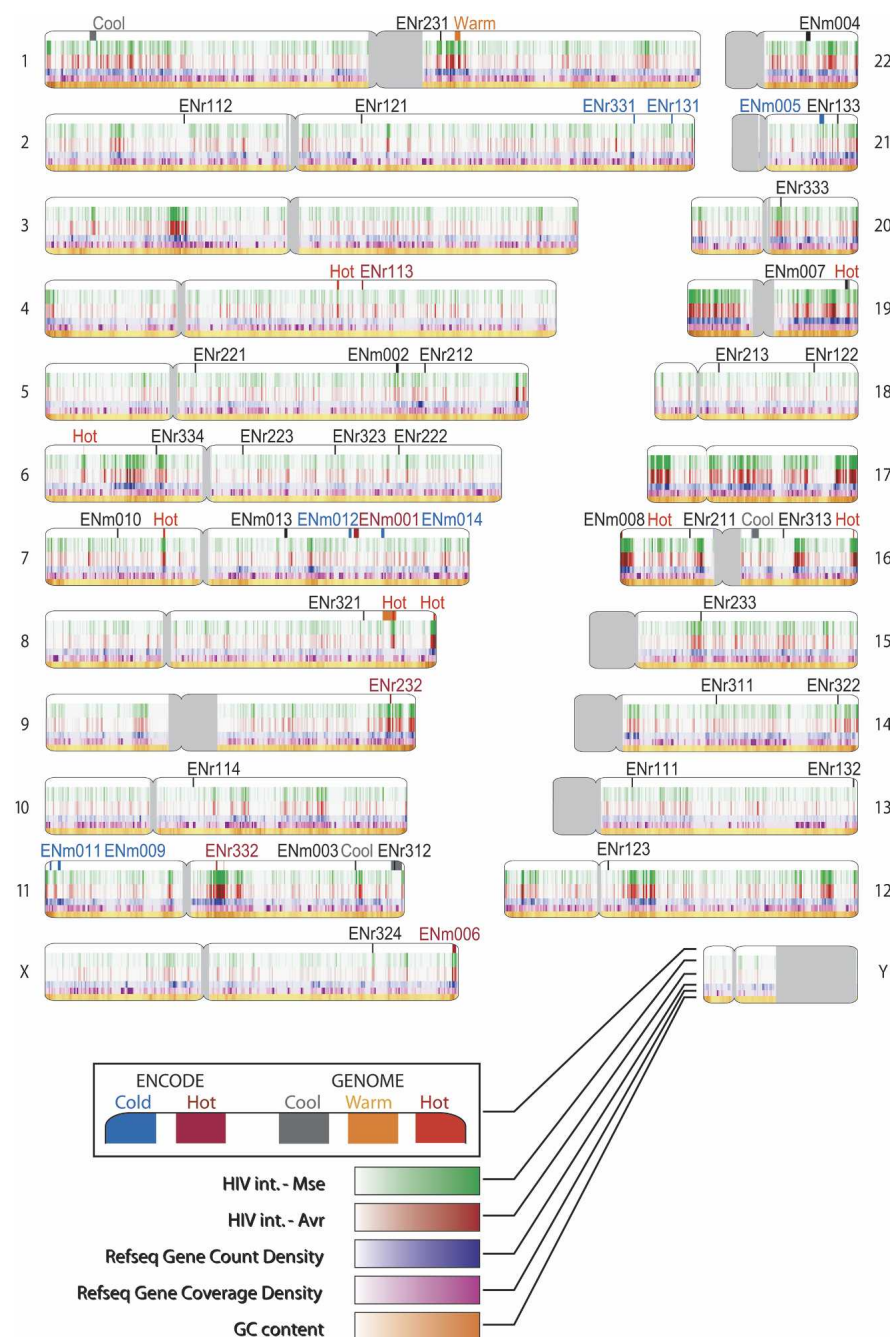 Cool ENr231 Warm ENm004
1 22
ENr112 ENr121 ENr331 ENr131 ENm005 ENr133
2 21
ENr333
3 20
Hot ENr113 ENm007 Hot
4 19
ENr221 ENm002 ENr212 ENr213 ENr122
5 18
Hot ENr334 ENr223 ENr323 ENr222
6 17
ENm010 Hot ENm013 ENm012 ENm001 ENm014 ENm008 Hot ENr211 Cool ENr313 Hot
7 16
ENr321 Hot Hot ENr233
8 15
ENr232 ENr311 ENr322
9 14
ENr114 ENr111 ENr132
10 13
ENm011 ENm009 ENr332 ENm003 Cool ENr312 ENr123
11 12
ENr324 ENm006
X Y
ENCODE GENOME
Cold Hot Cool Warm Hot
HIV int. - Mse
HIV int. - Avr
Refseq Gene Count Density
Refseq Gene Coverage Density
GC content